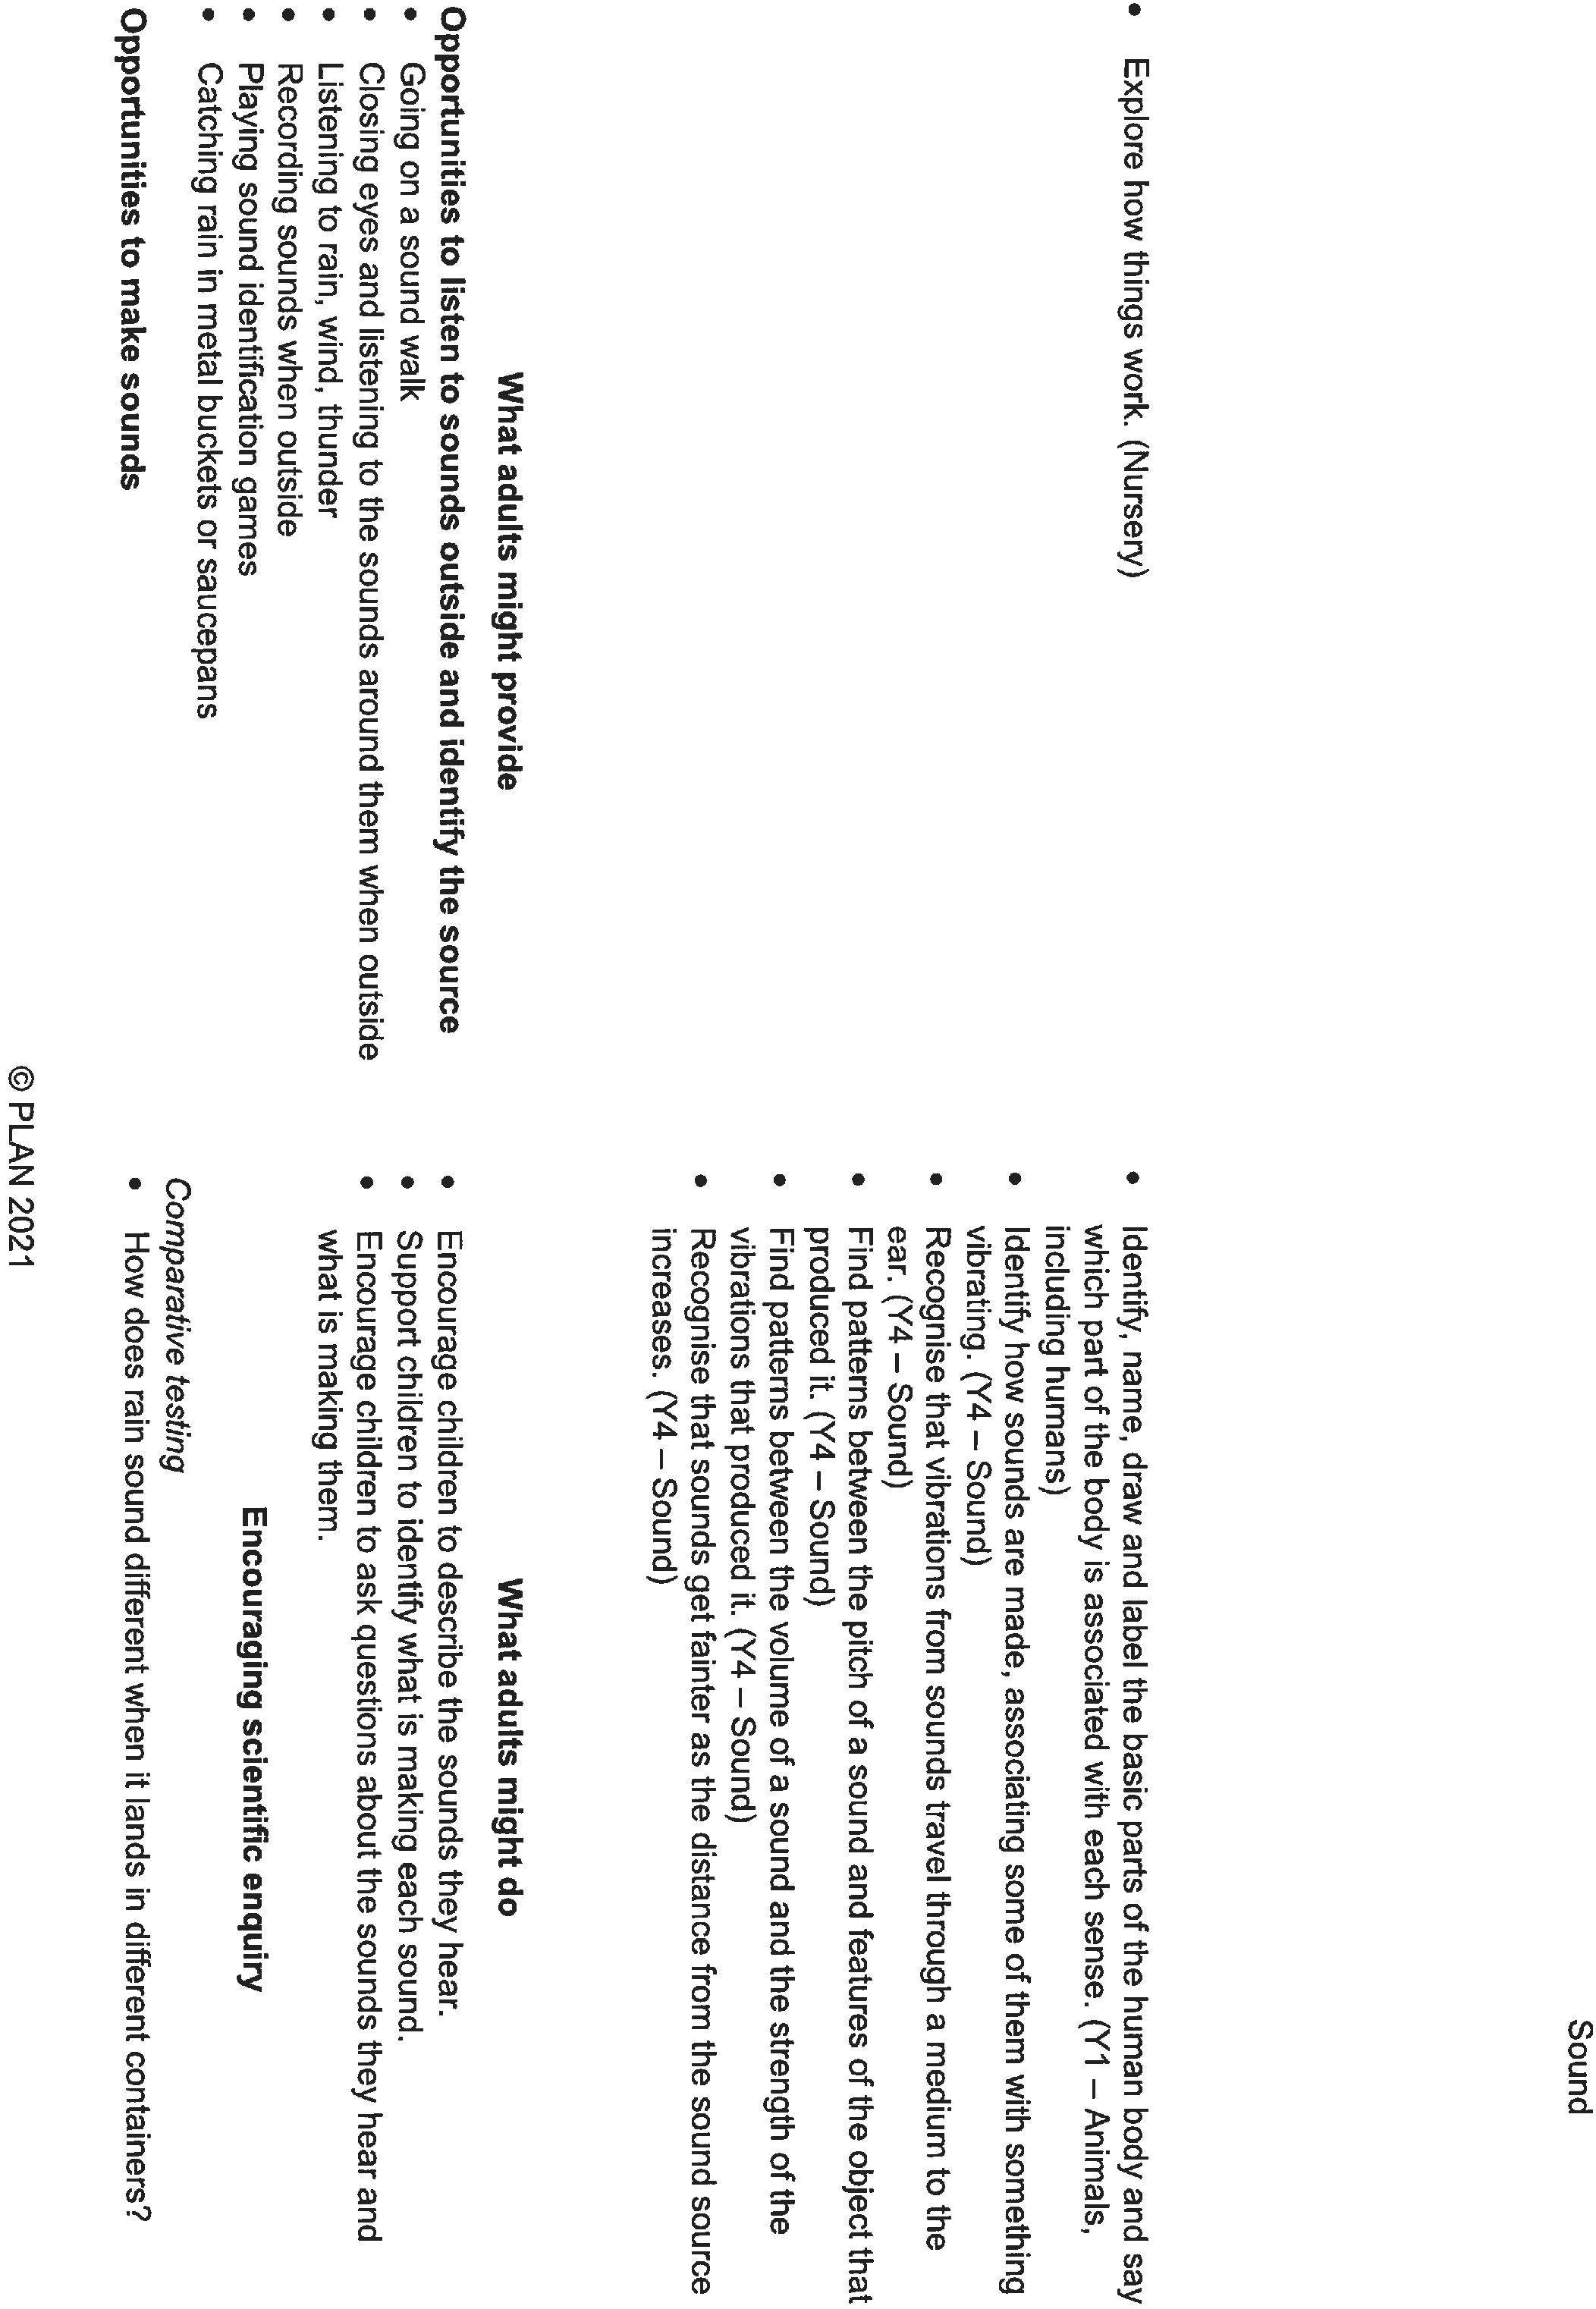 Sound
• Explore how things work. (Nursery)
• Identify, name, draw and label the basic parts of the human body and say
which part of the body is associated with each sense. (Y1 – Animals,
including humans)
• Identify how sounds are made, associating some of them with something
vibrating. (Y4 – Sound)
• Recognise that vibrations from sounds travel through a medium to the
ear. (Y4 – Sound)
• Find patterns between the pitch of a sound and features of the object that
produced it. (Y4 – Sound)
• Find patterns between the volume of a sound and the strength of the
vibrations that produced it. (Y4 – Sound)
• Recognise that sounds get fainter as the distance from the sound source
increases. (Y4 – Sound)
What adults might provide
Opportunities to listen to sounds outside and identify the source
• Going on a sound walk
• Closing eyes and listening to the sounds around them when outside
• Listening to rain, wind, thunder
• Recording sounds when outside
• Playing sound identification games
• Catching rain in metal buckets or saucepans
Opportunities to make sounds
What adults might do
• Encourage children to describe the sounds they hear.
• Support children to identify what is making each sound.
• Encourage children to ask questions about the sounds they hear and
what is making them.
Encouraging scientific enquiry
Comparative testing
• How does rain sound different when it lands in different containers?
© PLAN 2021